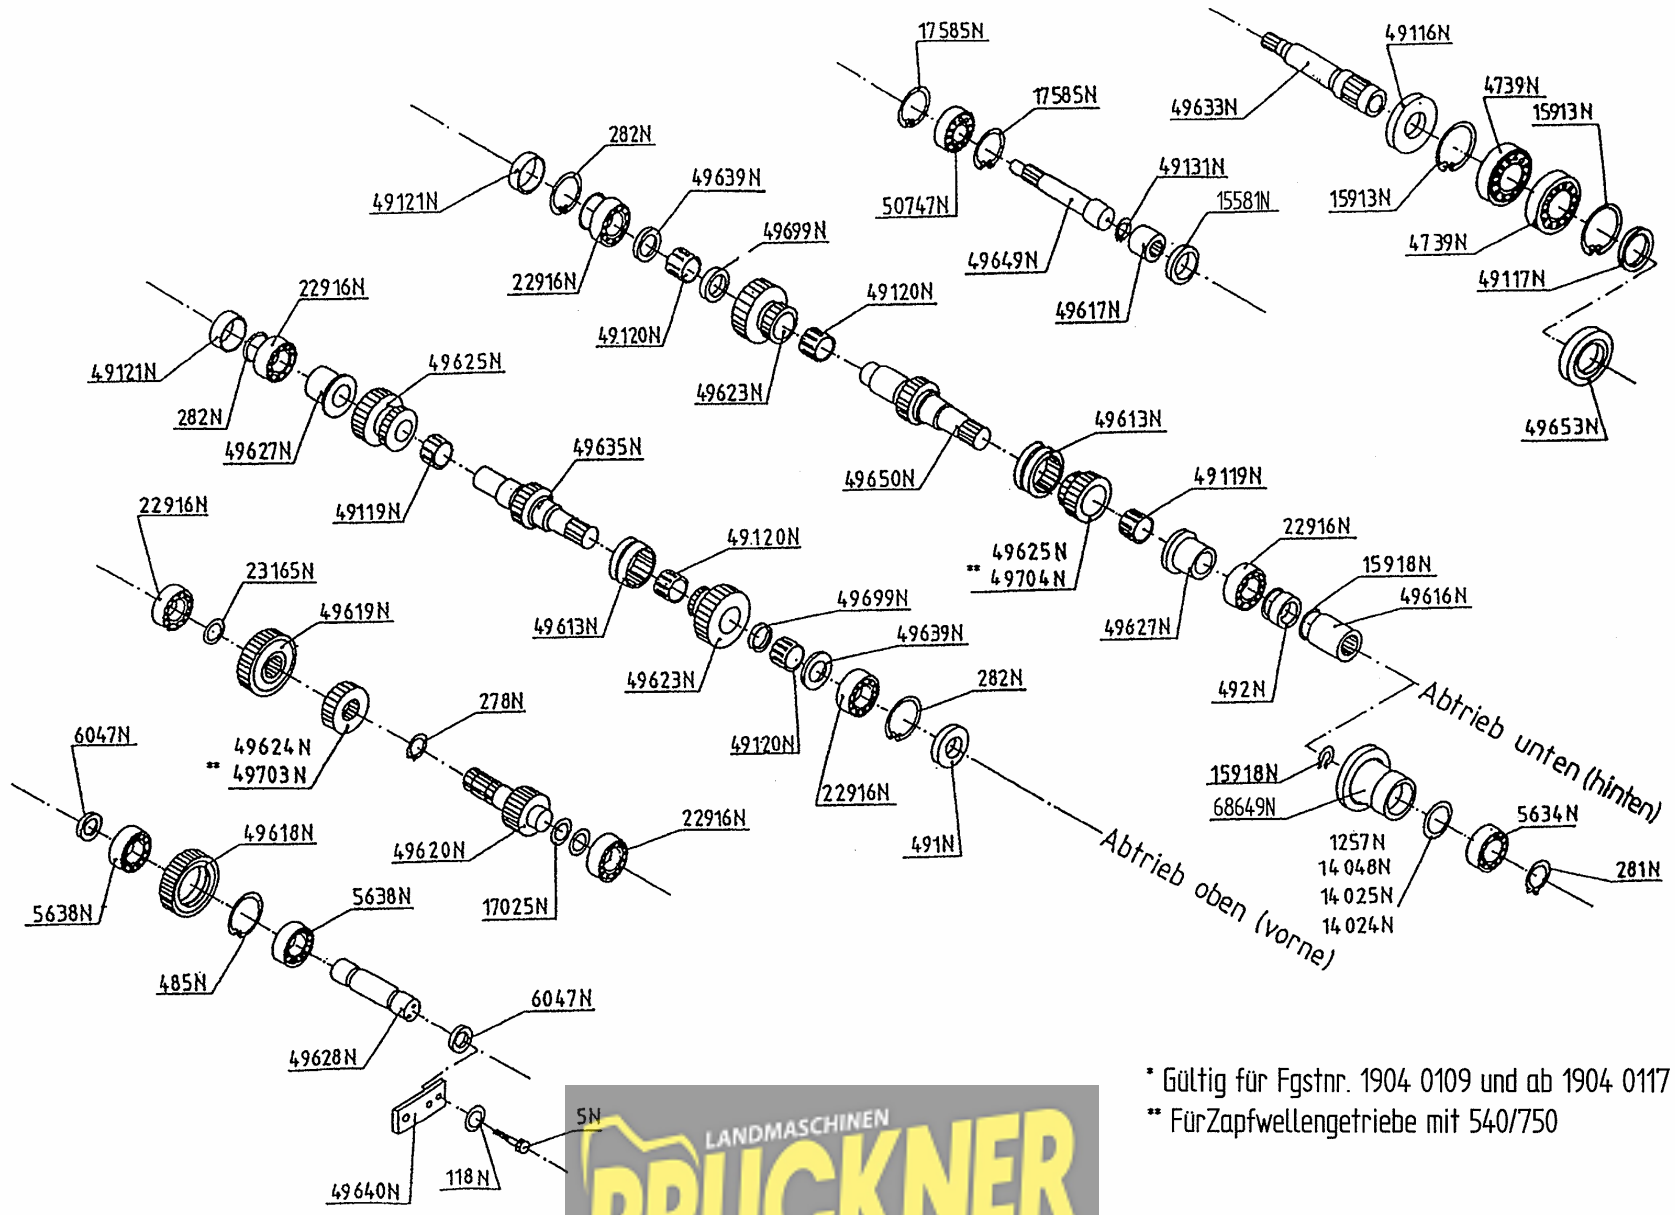 17585N
49116N
17585N
49633N
4739N
15913N
282N
49639N
49131N
49121N
50747N
15581N
15913N
4739N
49699N
22916N
49649N
49117N
22916N
49120N
49617N
49120N
49121N
49625N
49623N
282N
49613N
49653N
49627N
49635N
49650N
49119N
22916N
49119N
49.120N
22916N
49625N
** 49704N
23165N
15918N
49619N
49699N
49616N
49613N
49639N
49627N
49623N
282N
492N
278N
6047N
49624N
** 49703N
49120N
Abtrieb unten (hinten)
15918N
22916N
68649N
5634N
49618N
22916N
49620N
491N
Abtrieb oben (vorne)
1257N
14048N
14025N
14024N
281N
5638N
5638N
17025N
485N
6047N
49628N
* Gültig für Fgstnr. 1904 0109 und ab 1904 0117
** FürZapfwellengetriebe mit 540/750
5N
118N
49640N
LANDMASCHINEN
BRUCKNER